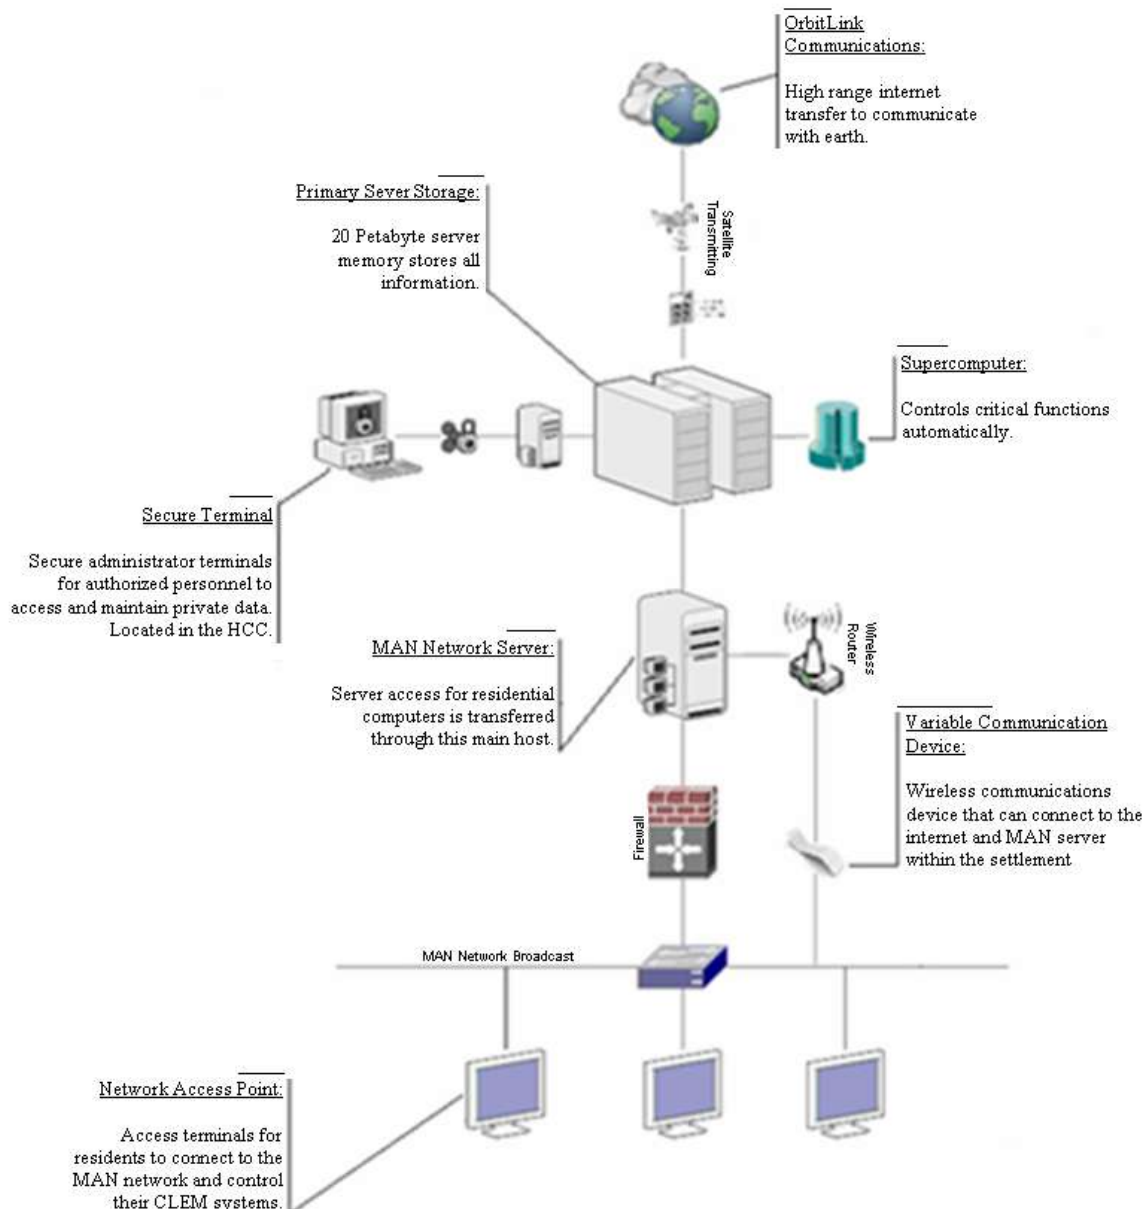 OrbitLink
Communications:
High range internet
transfer to communicate
with earth.
Satellite
Transmitting
Primary Sever Storage:
20 Petabyte server
memory stores all
information.
Supercomputer:
Controls critical functions
automatically.
Secure Terminal
Secure administrator terminals
for authorized personnel to
access and maintain private data.
Located in the HCC.
MAN Network Server:
Server access for residential
computers is transferred
through this main host.
Wireless
Router
Variable Communication
Device:
Wireless communications
device that can connect to the
internet and MAN server
within the settlement
Firewall
MAN Network Broadcast
Network Access Point:
Access terminals for
residents to connect to the
MAN network and control
their CLEM systems.